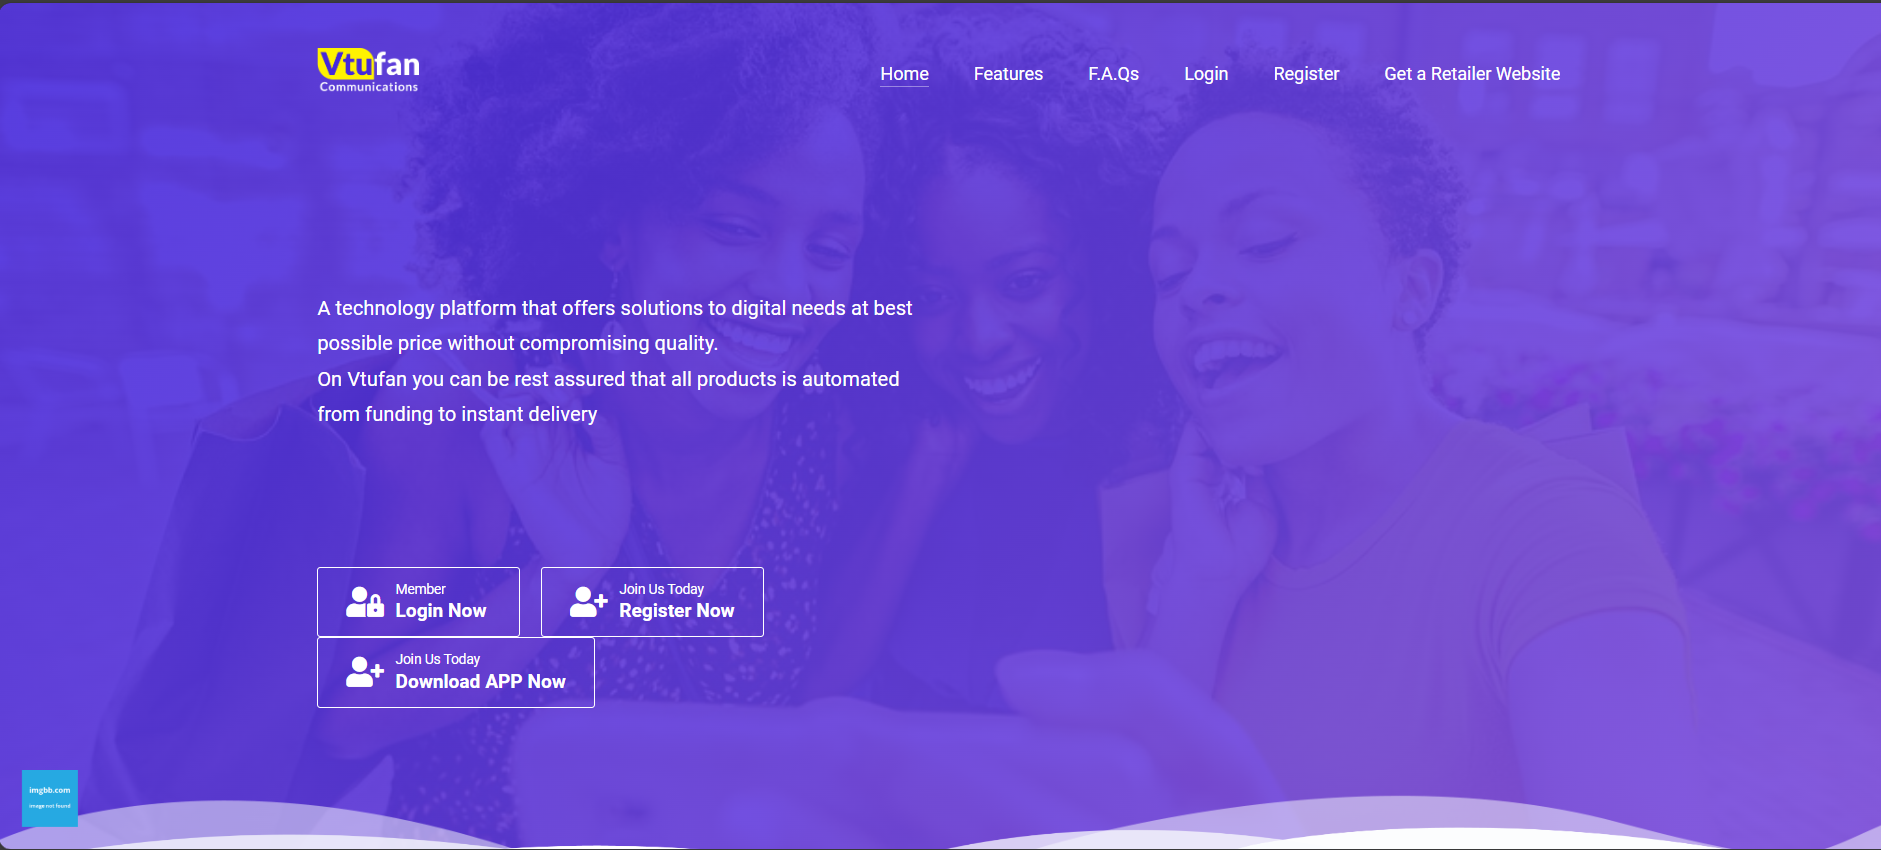 Vtufan
Communications
Home
Features
F.A.Qs
Login
Register
Get a Retailer Website
A technology platform that offers solutions to digital needs at best
possible price without compromising quality.
On Vtufan you can be rest assured that all products is automated
from funding to instant delivery
Member
Login Now
Join Us Today
Register Now
Join Us Today
Download APP Now
imgbb.com
image not found